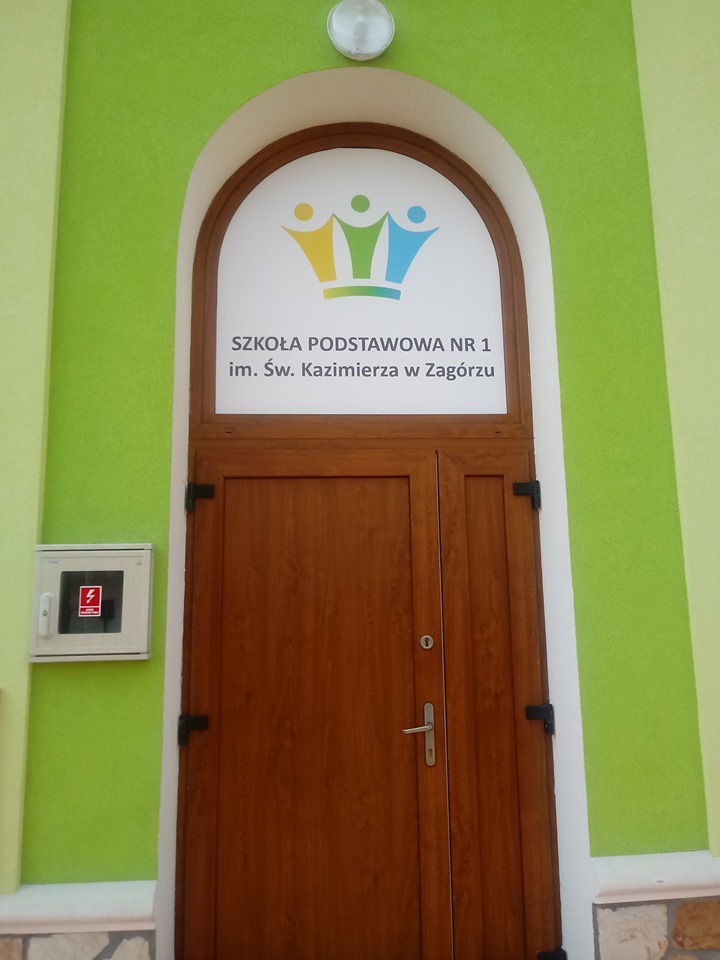 SZKOŁA PODSTAWOWA NR 1
im. Św. Kazimierza w Zagórzu